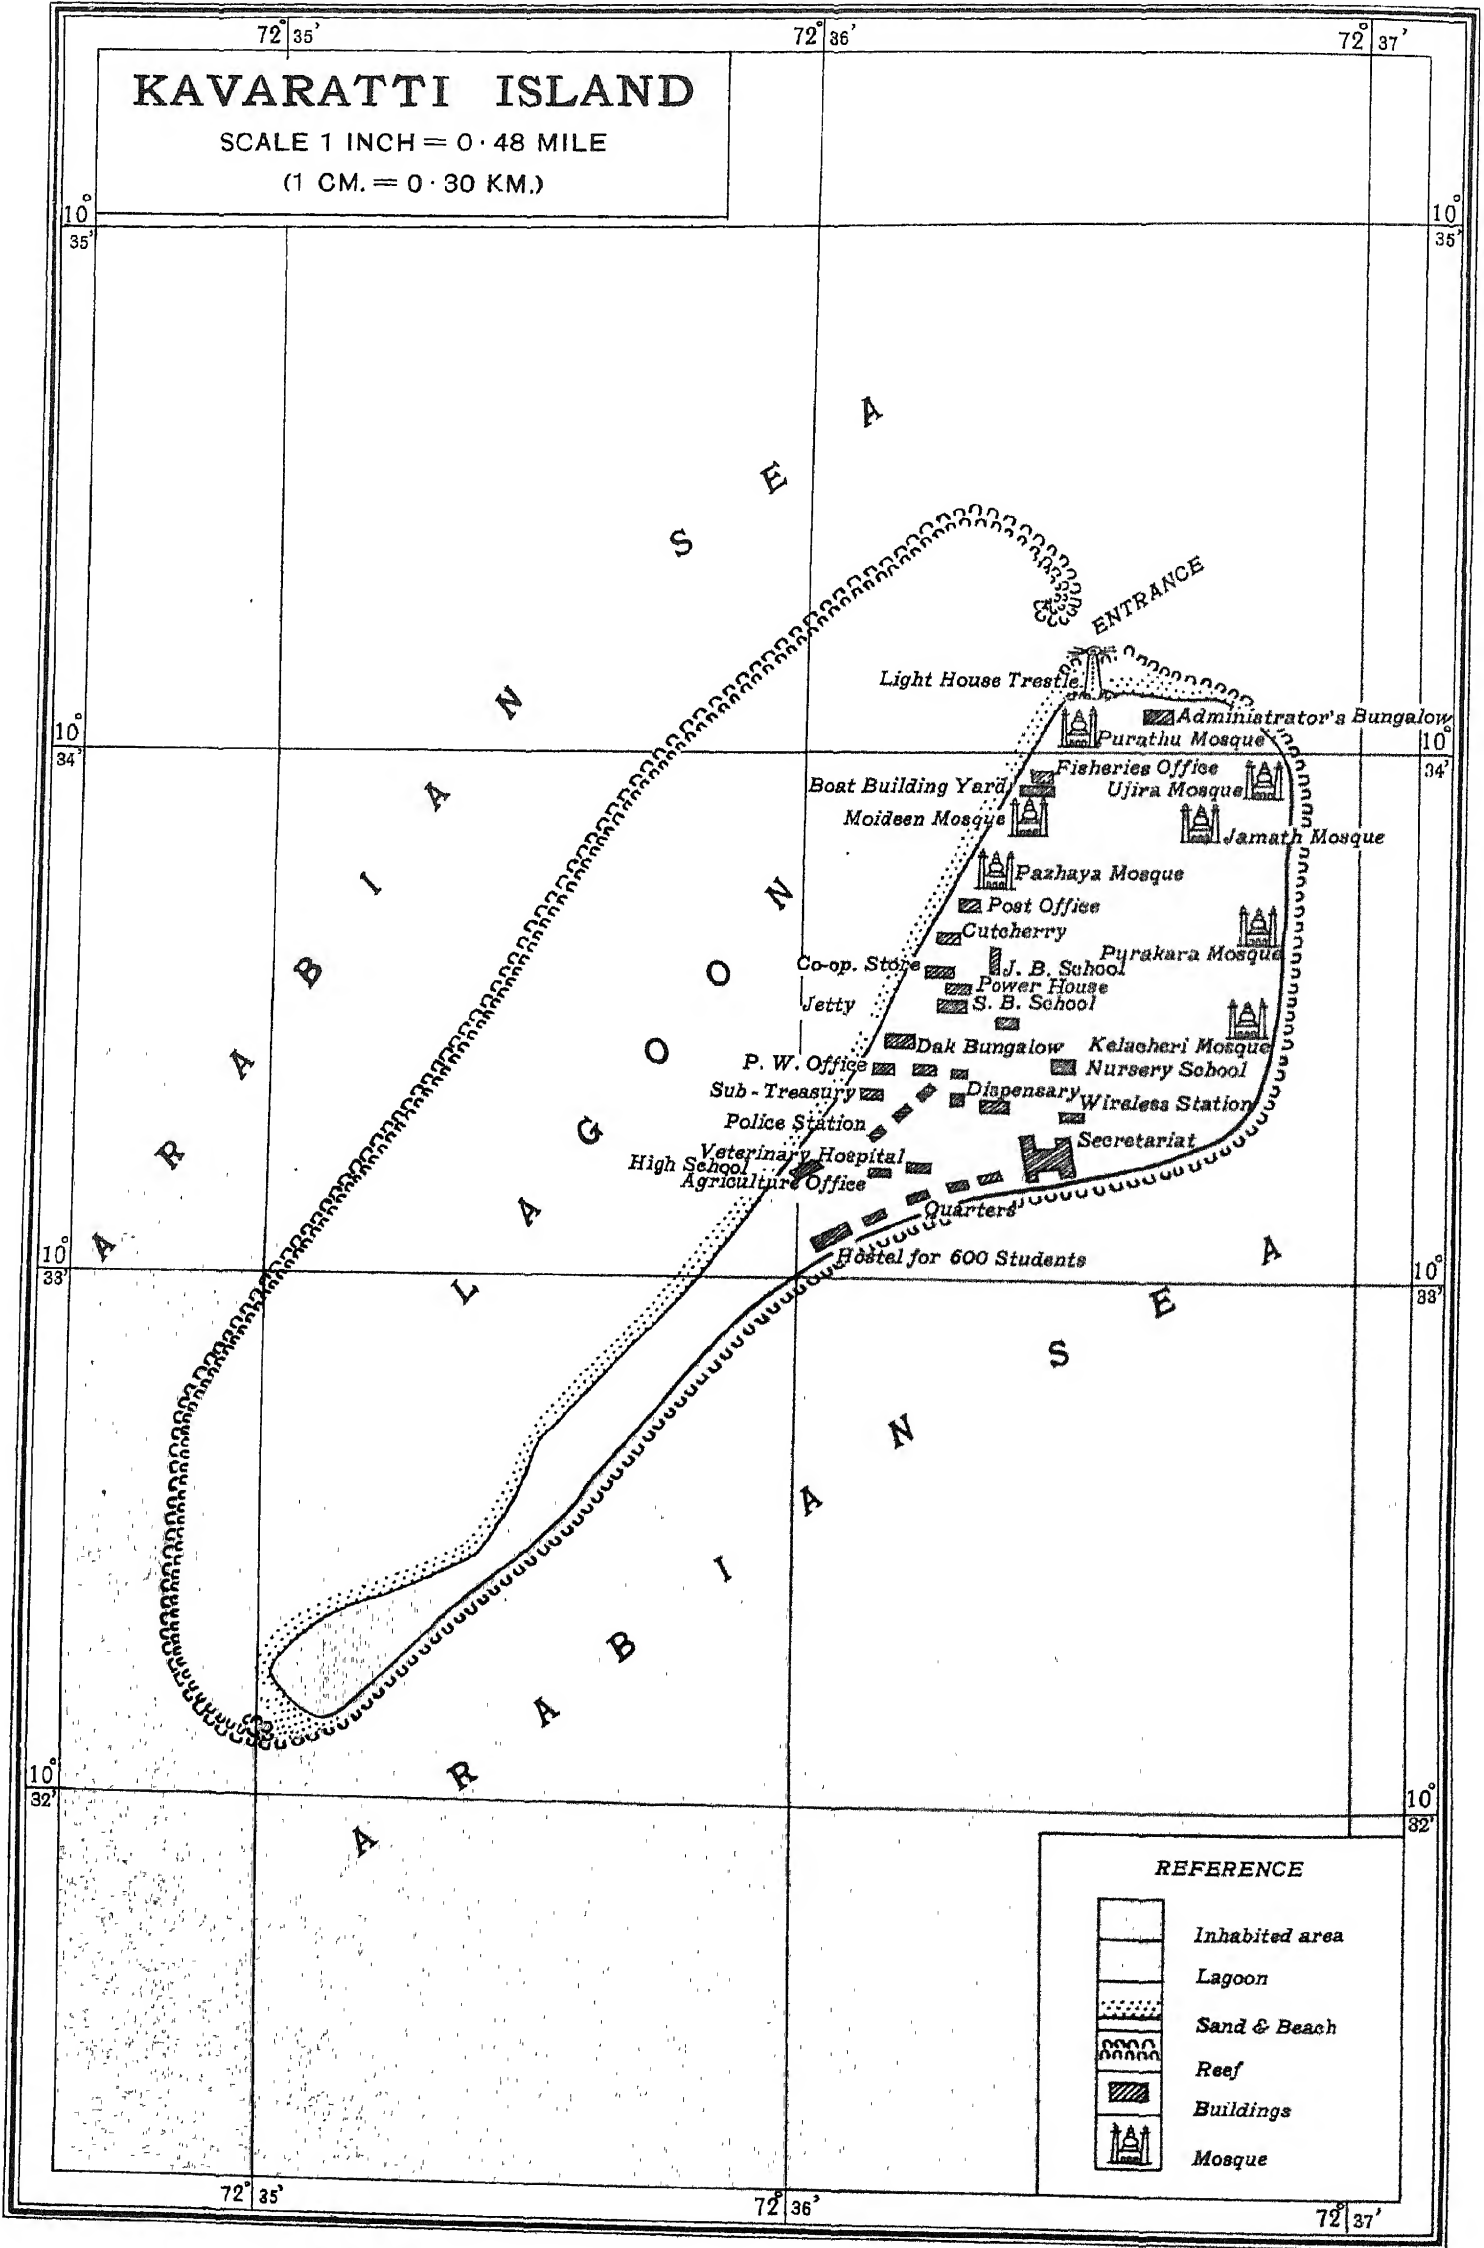 72° 35'
72° 36'
72° 37'
KAVARATTI ISLAND
SCALE 1 INCH = 0·48 MILE
(1 CM. = 0·30 KM.)
10° 35'
10° 35'
ARABIAN SEA
ENTRANCE
Light House Trestle
Administrator's Bungalow
Purathu Mosque
10° 34'
10° 34'
Fisheries Office
Boat Building Yard
Ujira Mosque
Moideen Mosque
Jamath Mosque
Pazhaya Mosque
Post Office
Cutcherry
Pyrakara Mosque
Co-op. Store
J. B. School
Power House
Jetty
S. B. School
Dak Bungalow
Kelacheri Mosque
P. W. Office
Nursery School
Sub-Treasury
Dispensary
Wireless Station
Police Station
Secretariat
Veterinary Hospital
High School
Agriculture Office
Quarters
Hostel for 600 Students
LAGOON
10° 33'
10° 33'
ARABIAN SEA
10° 32'
10° 32'
REFERENCE
Inhabited area
Lagoon
Sand & Beach
Reef
Buildings
Mosque
72° 35'
72° 36'
72° 37'